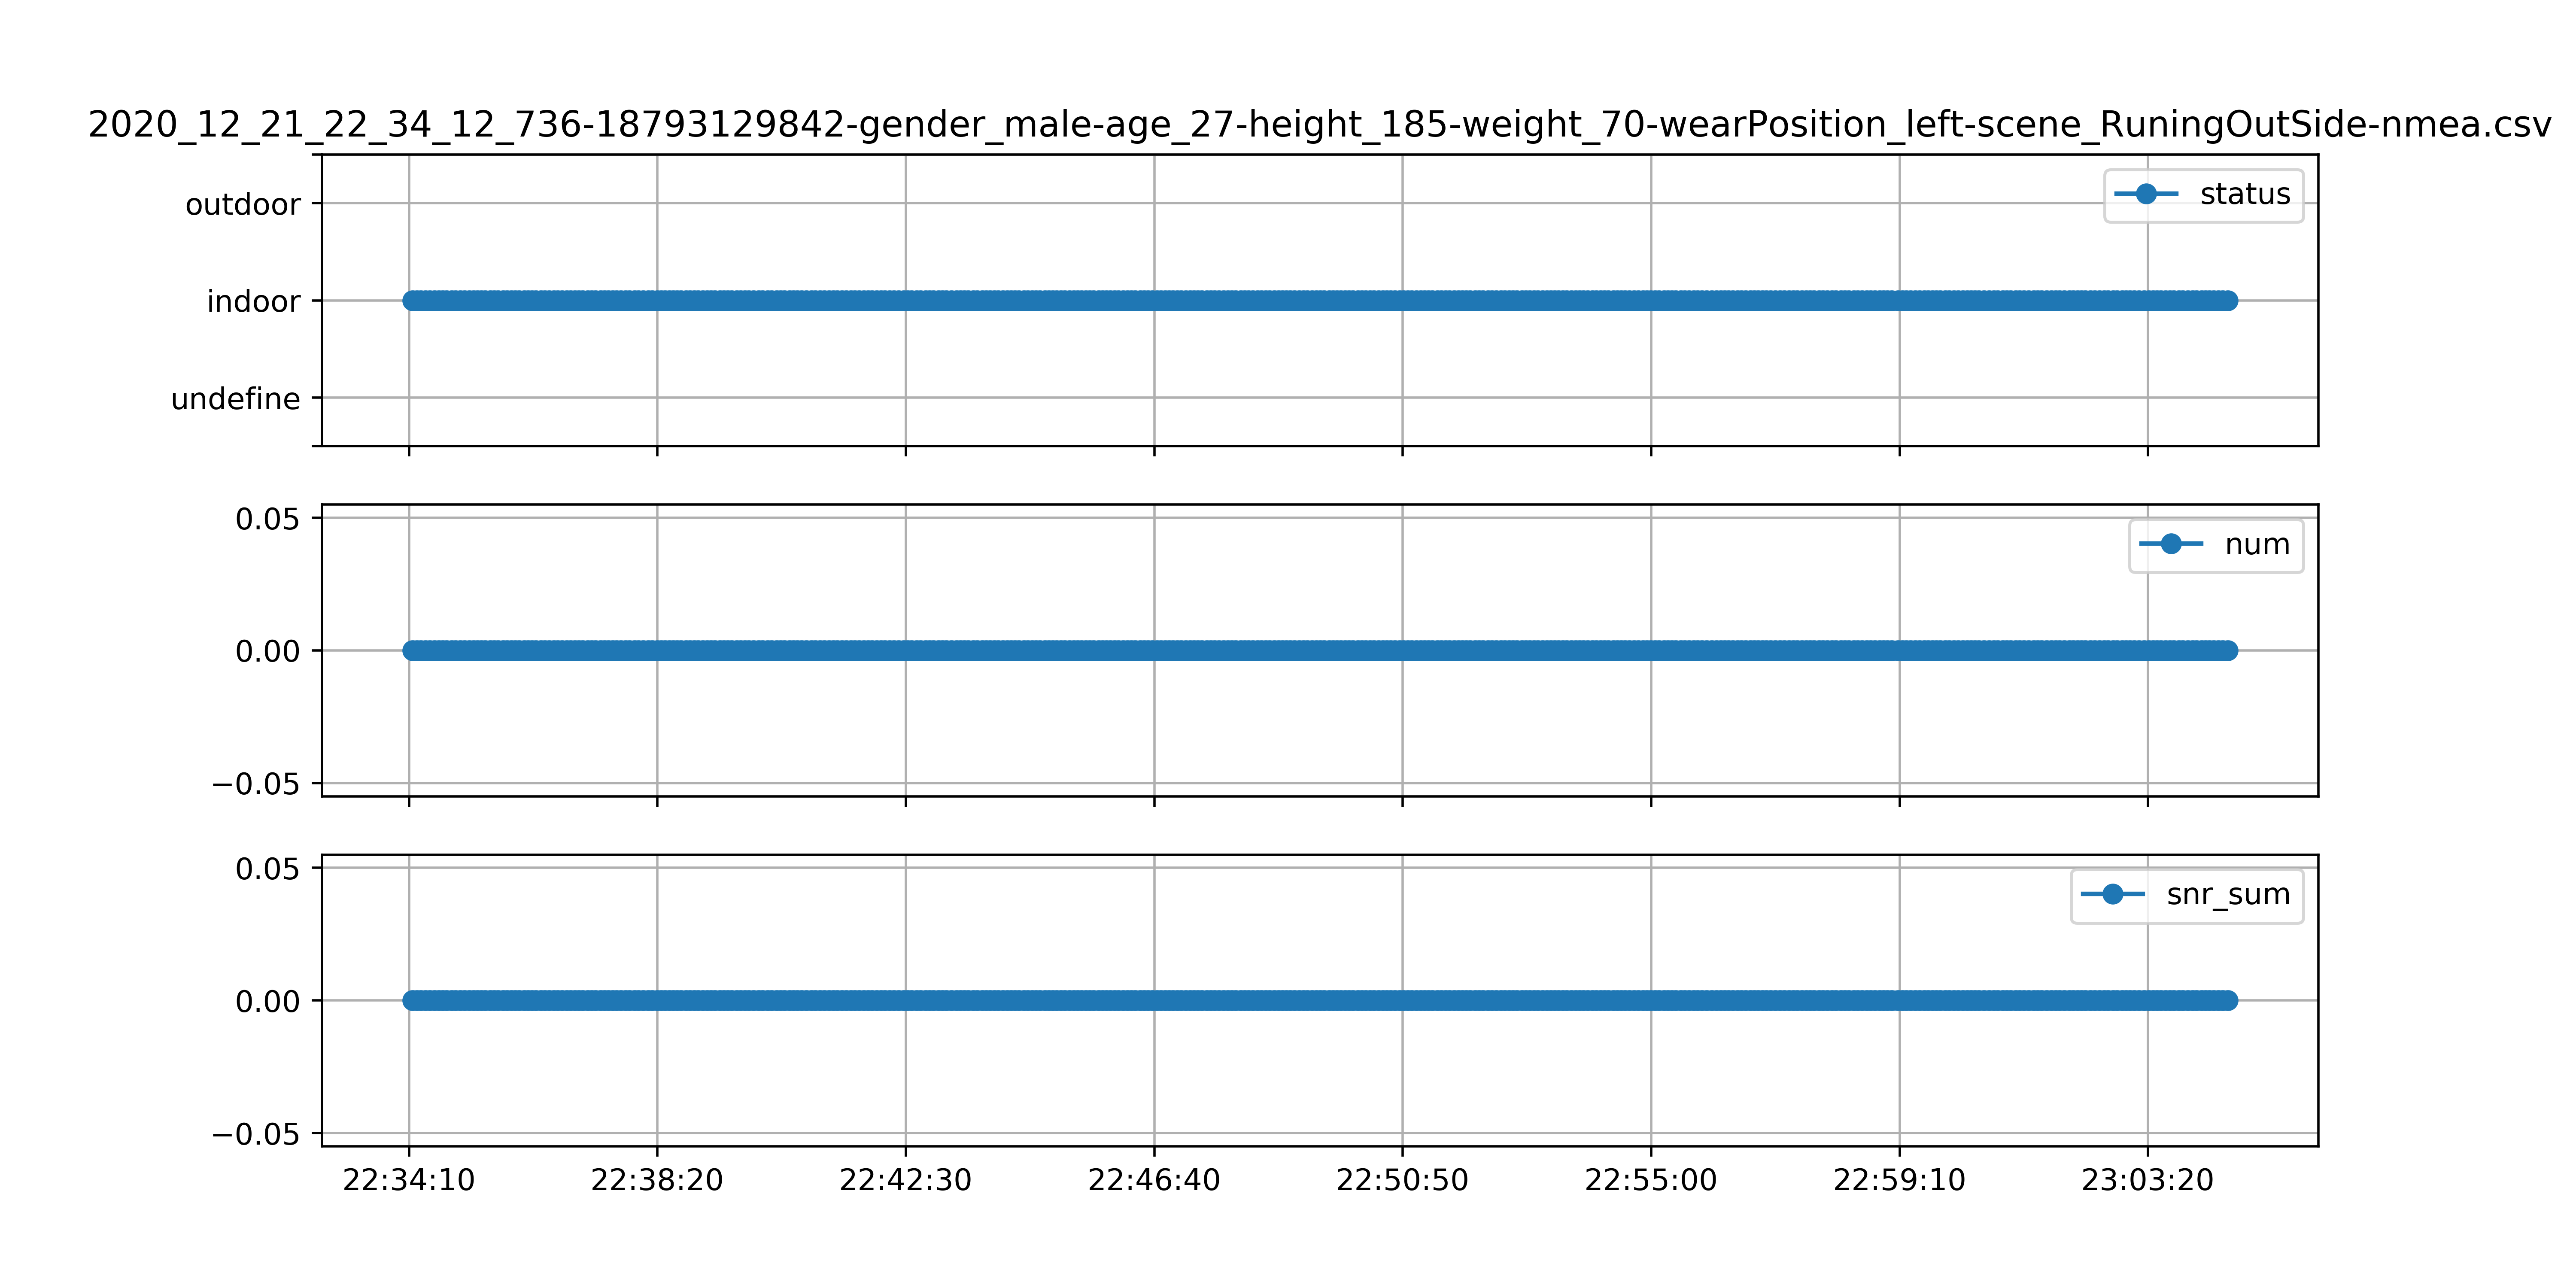 2020_12_21_22_34_12_736-18793129842-gender_male-age_27-height_185-weight_70-wearPosition_left-scene_RuningOutSide-nmea.csv
outdoor
status
indoor
undefine
0.05
num
0.00
−0.05
0.05
snr_sum
0.00
−0.05
22:34:10 22:38:20 22:42:30 22:46:40 22:50:50 22:55:00 22:59:10 23:03:20